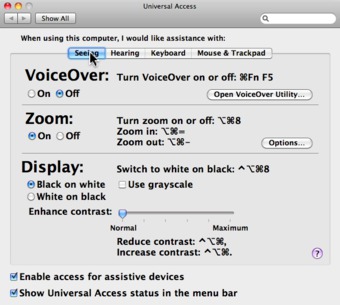 Universal Access
Show All
When using this computer, I would like assistance with:
Seeing Hearing Keyboard Mouse & Trackpad
VoiceOver: Turn VoiceOver on or off: ⌘Fn F5
On Off Open VoiceOver Utility...
Zoom: Turn zoom on or off: ⌥⌘8
On Off Zoom in: ⌥⌘=
Zoom out: ⌥⌘- Options...
Display: Switch to white on black: ^⌥⌘8
Black on white Use grayscale
White on black
Enhance contrast:
Normal Maximum
Reduce contrast: ^⌥⌘,
Increase contrast: ^⌥⌘.
?
Enable access for assistive devices
Show Universal Access status in the menu bar